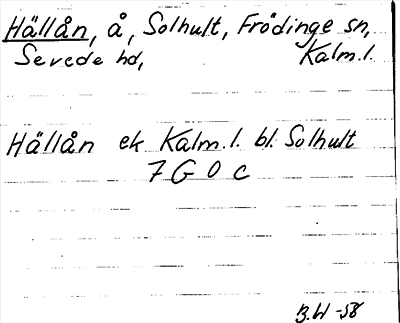 Hällån, å, Solhult, Frödinge sn,
Sevede hd, Kalm.l.
Hällån ek Kalm.l. bl. Solhult
7 G 0 c
B.W -58